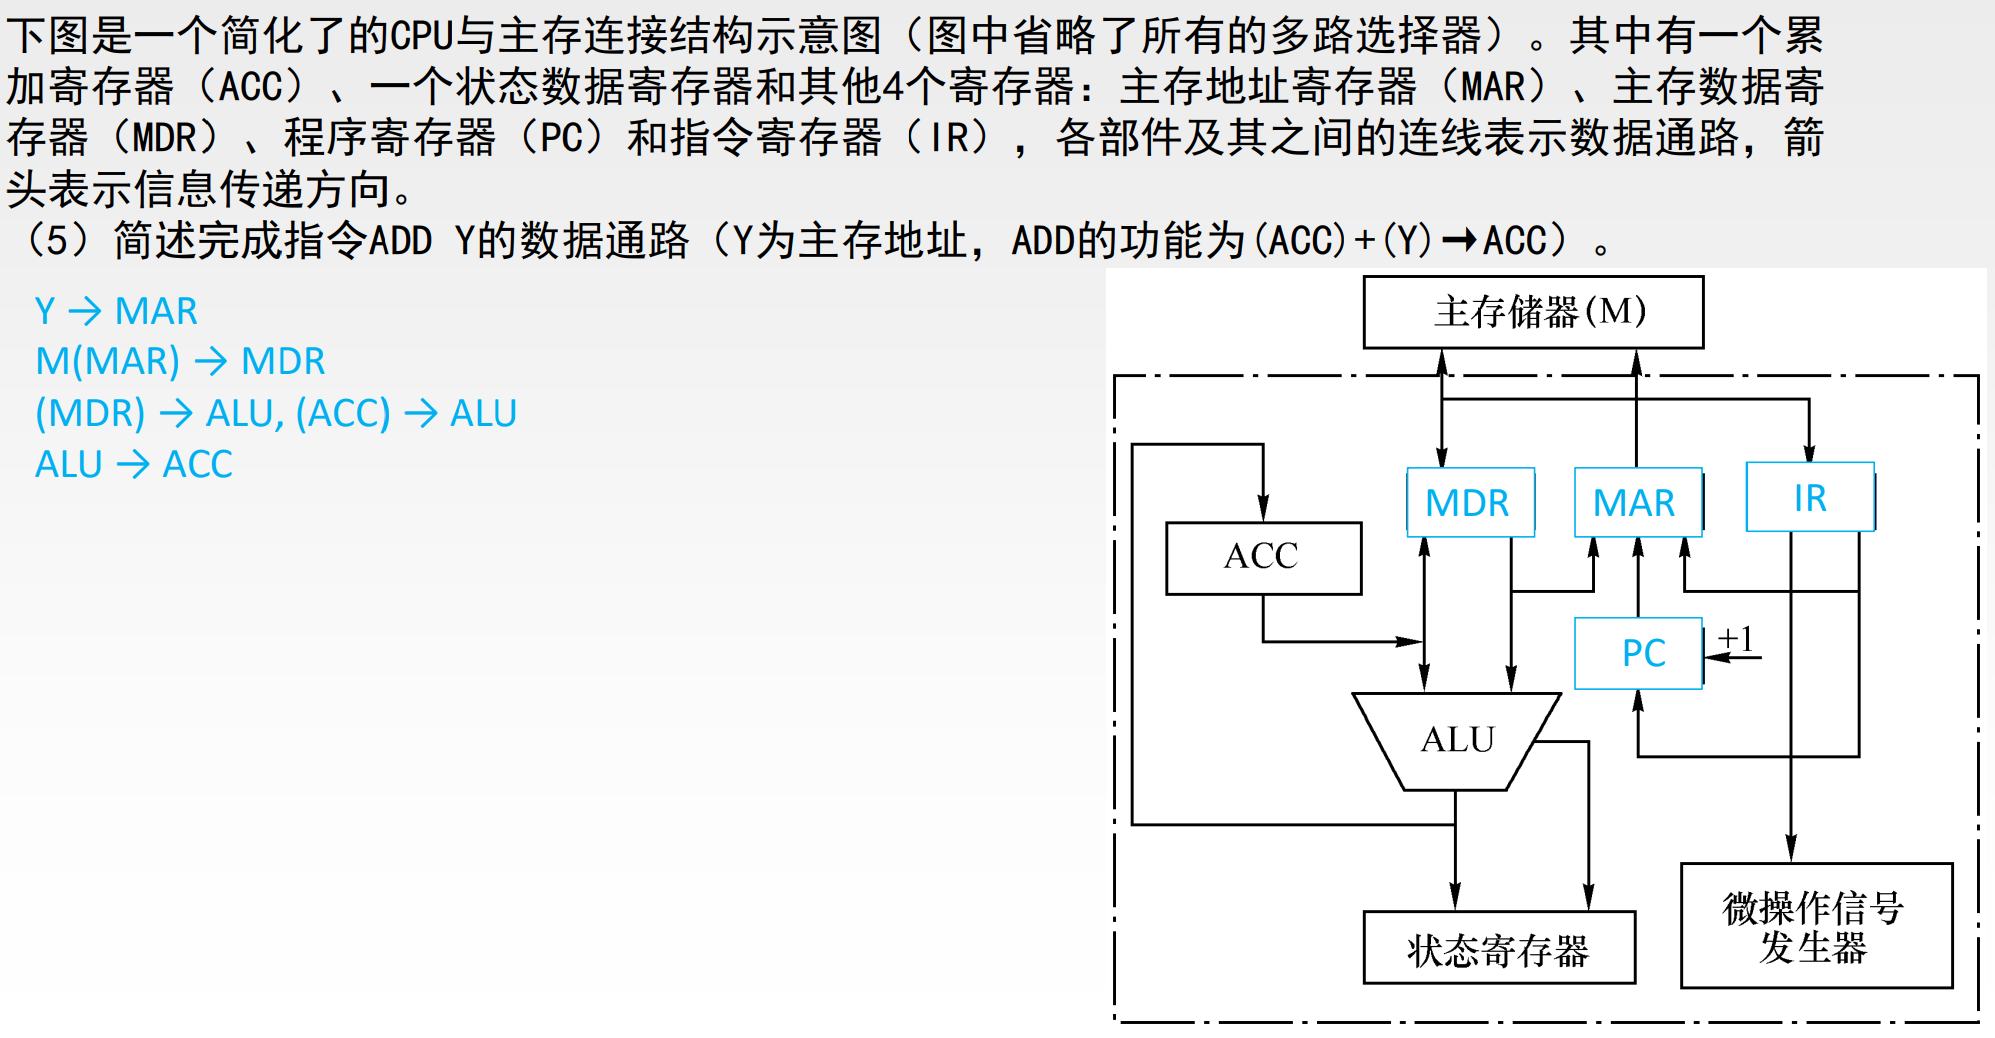 下图是一个简化了的CPU与主存连接结构示意图（图中省略了所有的多路选择器）。其中有一个累
加寄存器（ACC）、一个状态数据寄存器和其他4个寄存器：主存地址寄存器（MAR）、主存数据寄
存器（MDR）、程序寄存器（PC）和指令寄存器（IR），各部件及其之间的连线表示数据通路，箭
头表示信息传递方向。
（5）简述完成指令ADD Y的数据通路（Y为主存地址，ADD的功能为(ACC)+(Y)→ACC）。
Y → MAR
M(MAR) → MDR
(MDR) → ALU, (ACC) → ALU
ALU → ACC
主存储器(M)
MDR
MAR
IR
ACC
PC
+1
ALU
状态寄存器
微操作信号
发生器